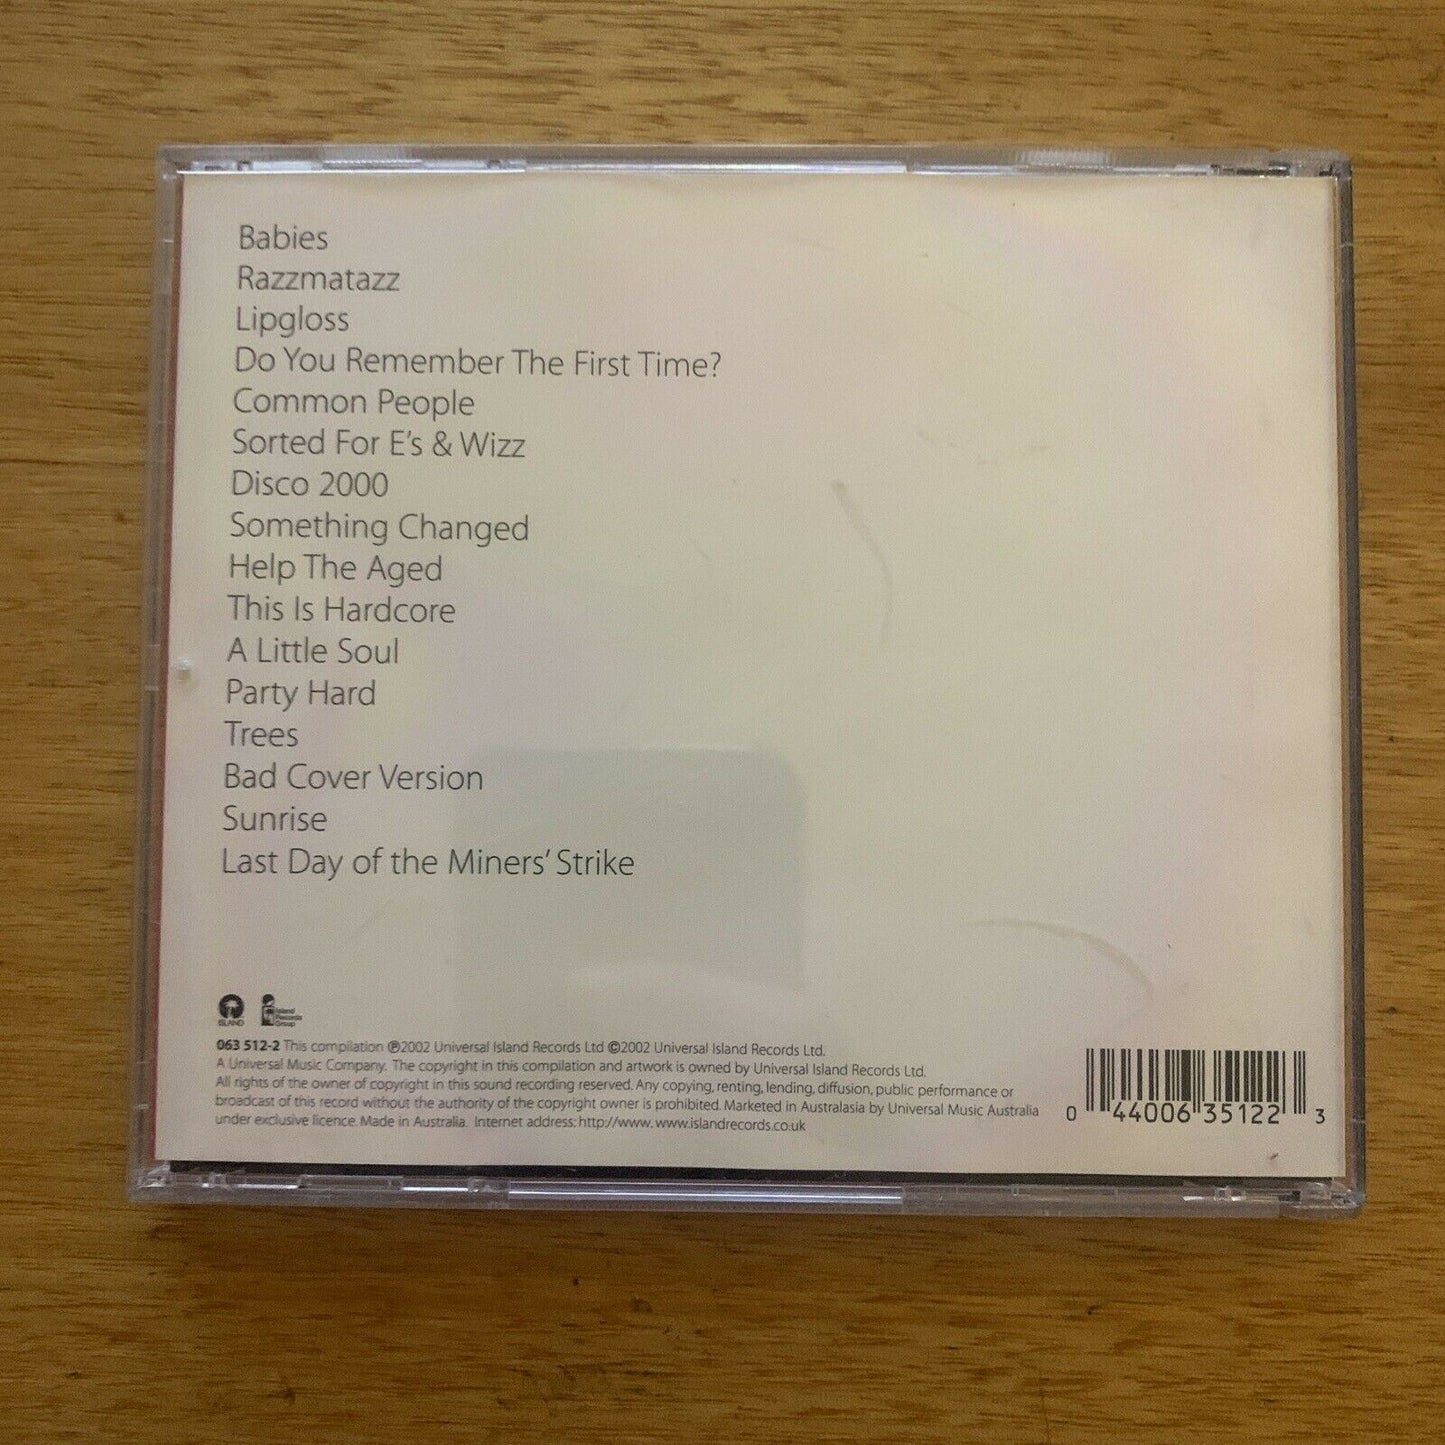 Babies
Razzmatazz
Lipgloss
Do You Remember The First Time?
Common People
Sorted For E's & Wizz
Disco 2000
Something Changed
Help The Aged
This Is Hardcore
A Little Soul
Party Hard
Trees
Bad Cover Version
Sunrise
Last Day of the Miners' Strike
ISLAND
Island
Records
Group
063 512-2 This compilation ℗2002 Universal Island Records Ltd ©2002 Universal Island Records Ltd.
A Universal Music Company. The copyright in this compilation and artwork is owned by Universal Island Records Ltd.
All rights of the owner of copyright in this sound recording reserved. Any copying, renting, lending, diffusion, public performance or
broadcast of this record without the authority of the copyright owner is prohibited. Marketed in Australasia by Universal Music Australia
under exclusive licence. Made in Australia. Internet address: http://www. www.islandrecords.co.uk
0 44006 35122 3